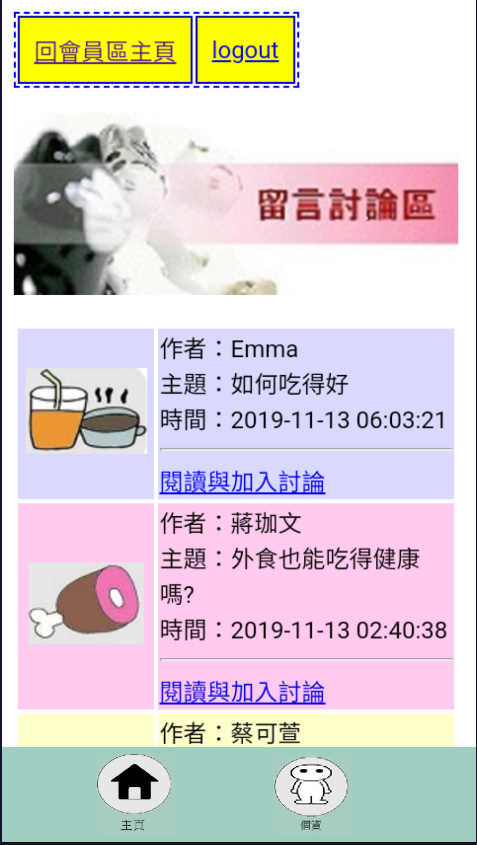 回會員區主頁 logout
留言討論區
作者：Emma
主題：如何吃得好
時間：2019-11-13 06:03:21
閱讀與加入討論
作者：蔣珈文
主題：外食也能吃得健康
嗎?
時間：2019-11-13 02:40:38
閱讀與加入討論
作者：蔡可萱
主頁 個資